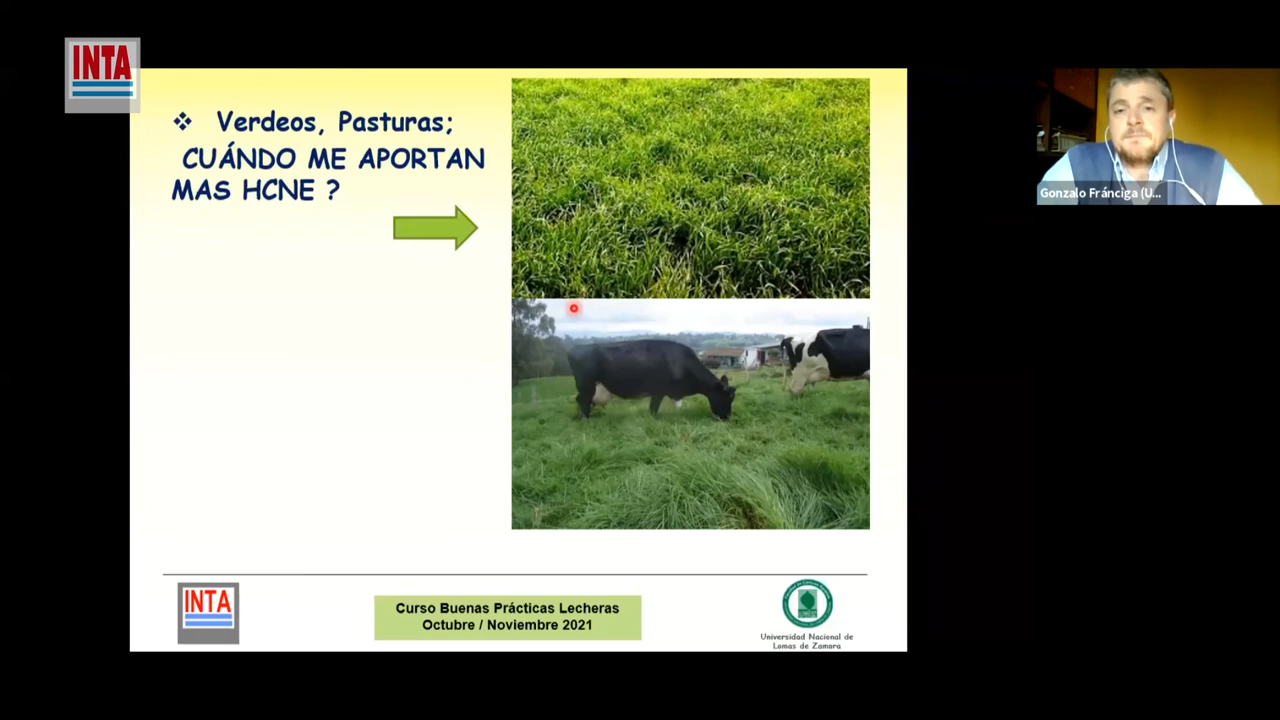 INTA
❖ Verdeos, Pasturas;
CUÁNDO ME APORTAN
MAS HCNE ?
Gonzalo Fránciga (U...
INTA
Curso Buenas Prácticas Lecheras
Octubre / Noviembre 2021
Universidad Nacional de
Lomas de Zamora